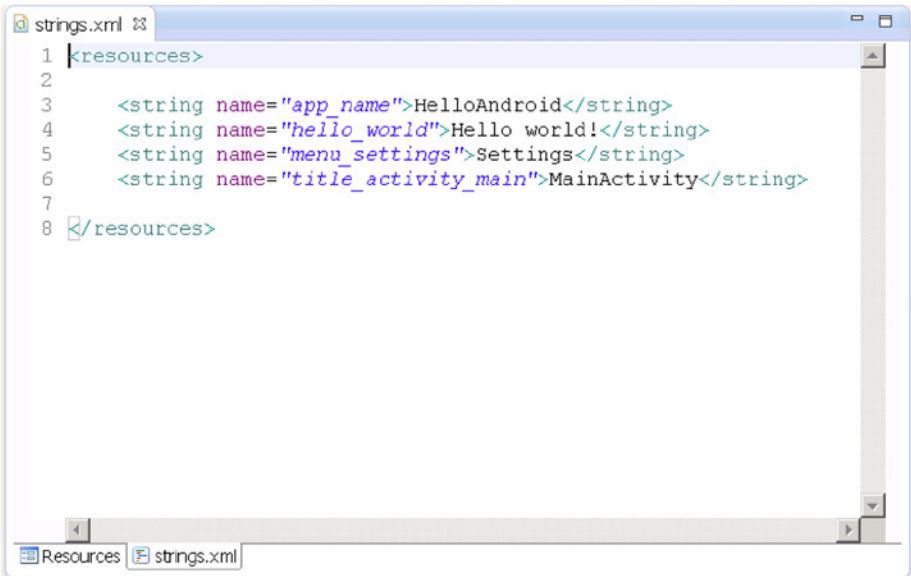 strings.xml
1 <resources>
2
3     <string name="app_name">HelloAndroid</string>
4     <string name="hello_world">Hello world!</string>
5     <string name="menu_settings">Settings</string>
6     <string name="title_activity_main">MainActivity</string>
7
8 </resources>
Resources strings.xml